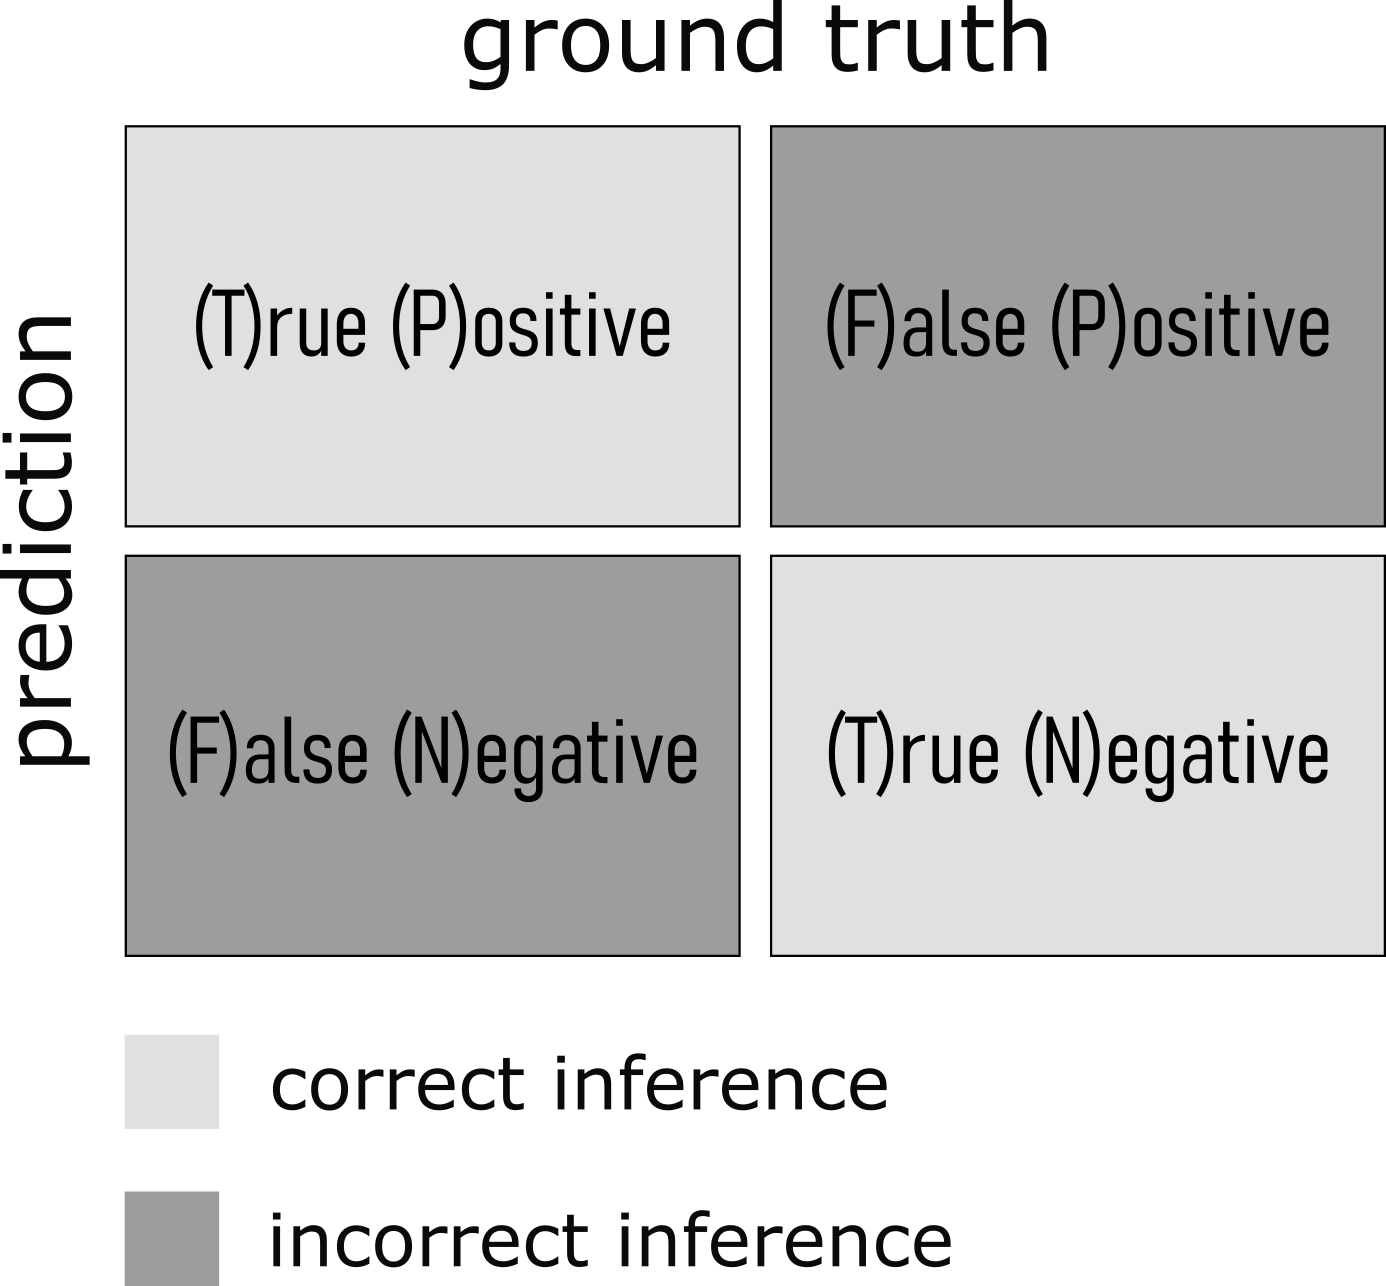 ground truth
prediction
(T)rue (P)ositive
(F)alse (P)ositive
(F)alse (N)egative
(T)rue (N)egative
correct inference
incorrect inference